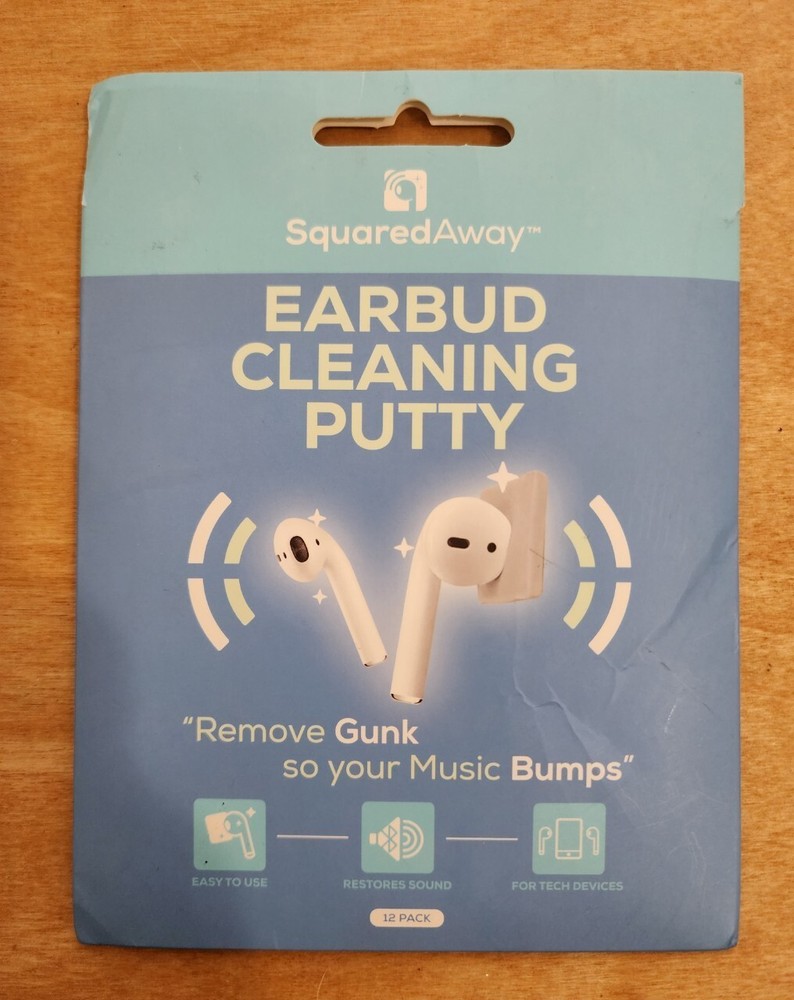 SquaredAway™
EARBUD
CLEANING
PUTTY
“Remove Gunk
so your Music Bumps”
EASY TO USE
RESTORES SOUND
FOR TECH DEVICES
12 PACK